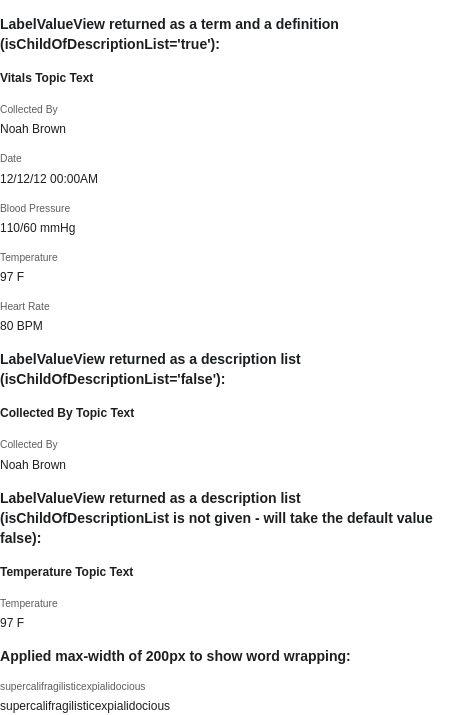 LabelValueView returned as a term and a definition
(isChildOfDescriptionList='true'):
Vitals Topic Text
Collected By
Noah Brown
Date
12/12/12 00:00AM
Blood Pressure
110/60 mmHg
Temperature
97 F
Heart Rate
80 BPM
LabelValueView returned as a description list
(isChildOfDescriptionList='false'):
Collected By Topic Text
Collected By
Noah Brown
LabelValueView returned as a description list
(isChildOfDescriptionList is not given - will take the default value
false):
Temperature Topic Text
Temperature
97 F
Applied max-width of 200px to show word wrapping:
supercalifragilisticexpialidocious
supercalifragilisticexpialidocious